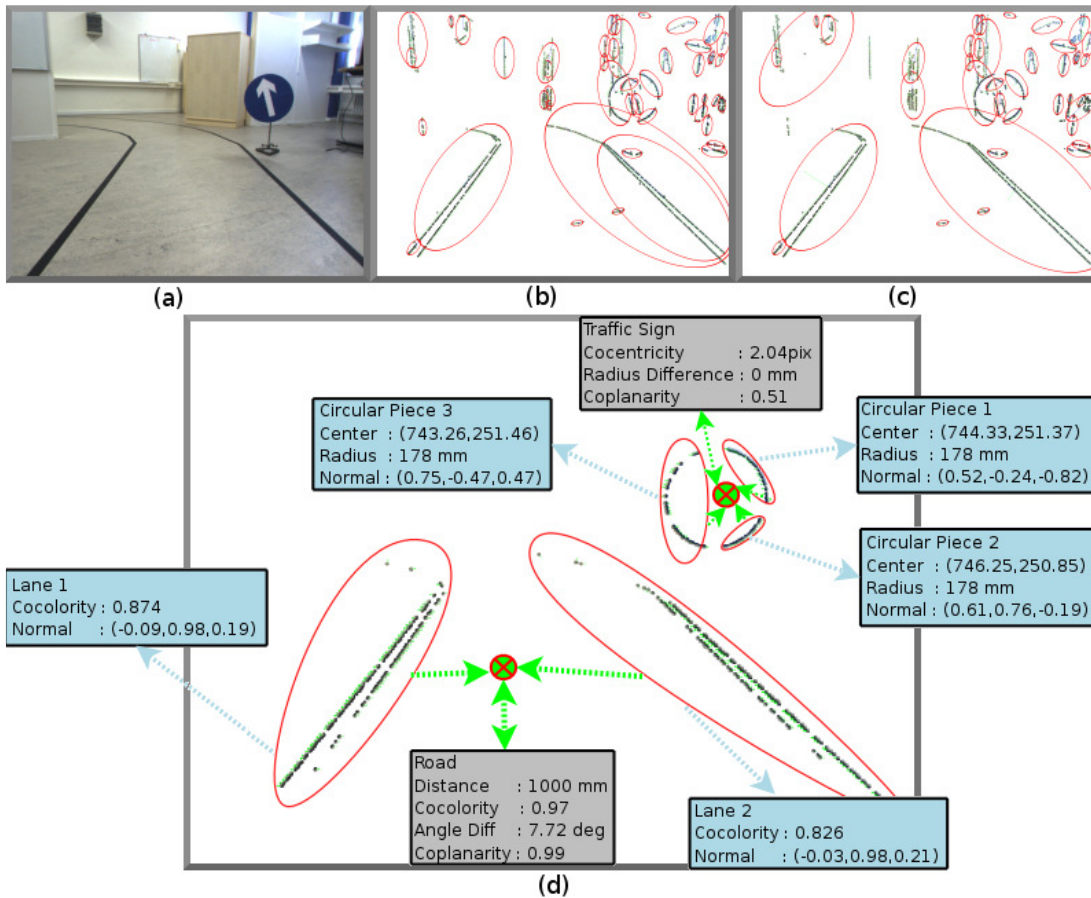 (a)
(b)
(c)
Traffic Sign
Cocentricity : 2.04pix
Radius Difference : 0 mm
Coplanarity : 0.51
Circular Piece 3
Center : (743.26,251.46)
Radius : 178 mm
Normal : (0.75,-0.47,0.47)
Circular Piece 1
Center : (744.33,251.37)
Radius : 178 mm
Normal : (0.52,-0.24,-0.82)
Circular Piece 2
Center : (746.25,250.85)
Radius : 178 mm
Normal : (0.61,0.76,-0.19)
Lane 1
Cocolority : 0.874
Normal : (-0.09,0.98,0.19)
Road
Distance : 1000 mm
Cocolority : 0.97
Angle Diff : 7.72 deg
Coplanarity : 0.99
Lane 2
Cocolority : 0.826
Normal : (-0.03,0.98,0.21)
(d)